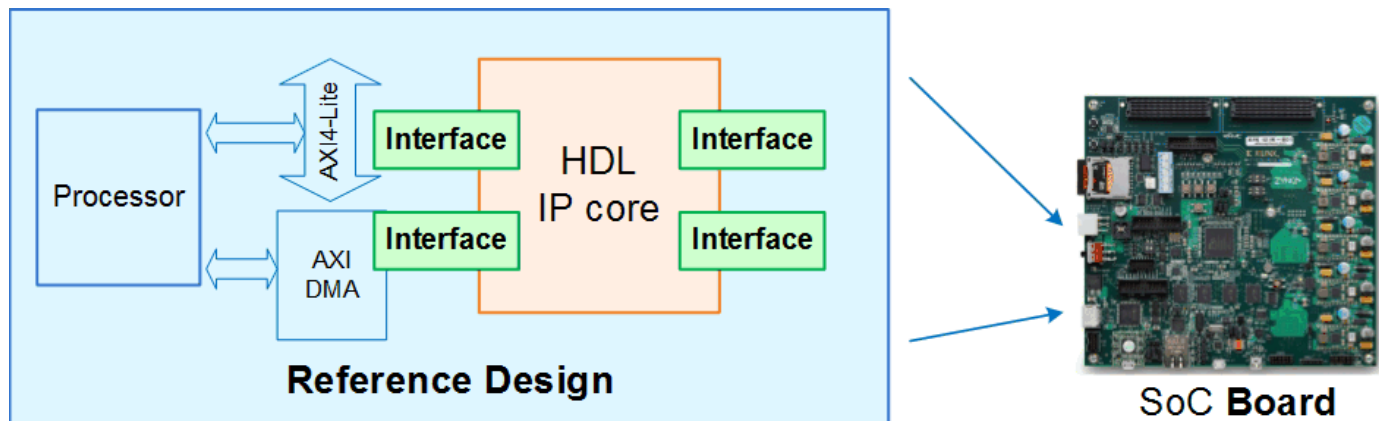 Processor
AXI4-Lite
AXI
DMA
Interface
Interface
HDL
IP core
Interface
Interface
Reference Design
SoC Board